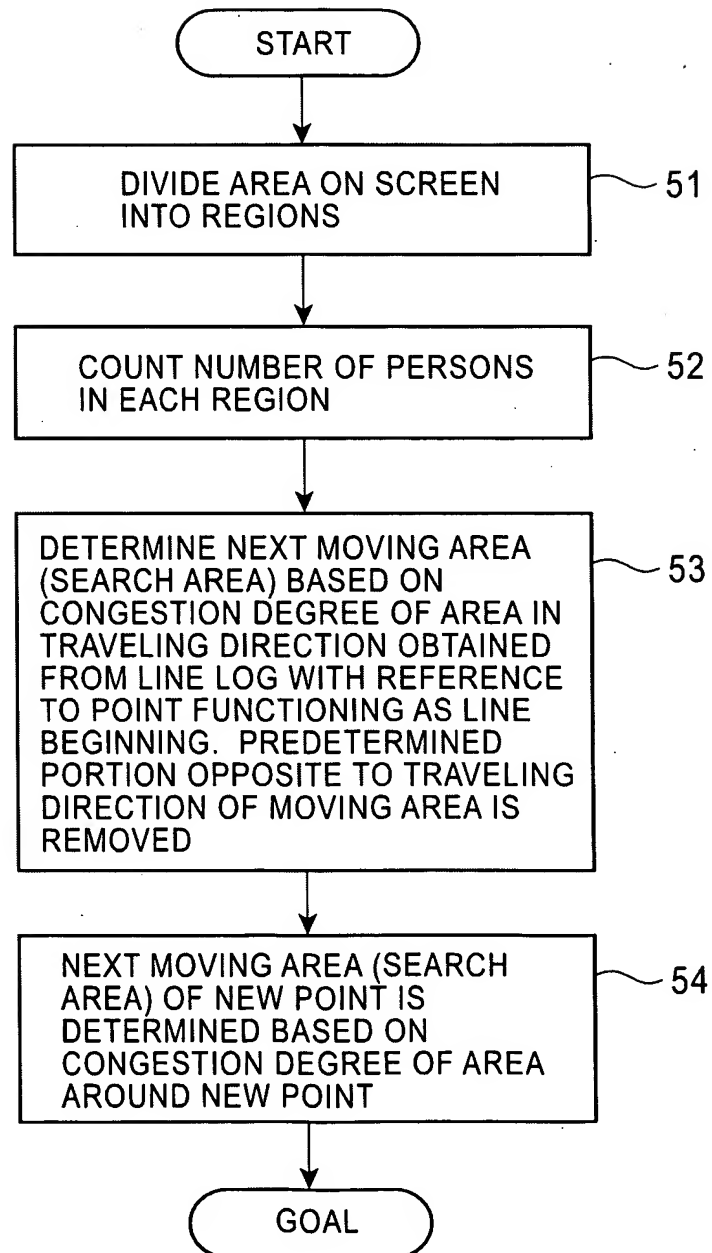 START
DIVIDE AREA ON SCREEN
INTO REGIONS
51
COUNT NUMBER OF PERSONS
IN EACH REGION
52
DETERMINE NEXT MOVING AREA
(SEARCH AREA) BASED ON
CONGESTION DEGREE OF AREA IN
TRAVELING DIRECTION OBTAINED
FROM LINE LOG WITH REFERENCE
TO POINT FUNCTIONING AS LINE
BEGINNING. PREDETERMINED
PORTION OPPOSITE TO TRAVELING
DIRECTION OF MOVING AREA IS
REMOVED
53
NEXT MOVING AREA (SEARCH
AREA) OF NEW POINT IS
DETERMINED BASED ON
CONGESTION DEGREE OF AREA
AROUND NEW POINT
54
GOAL